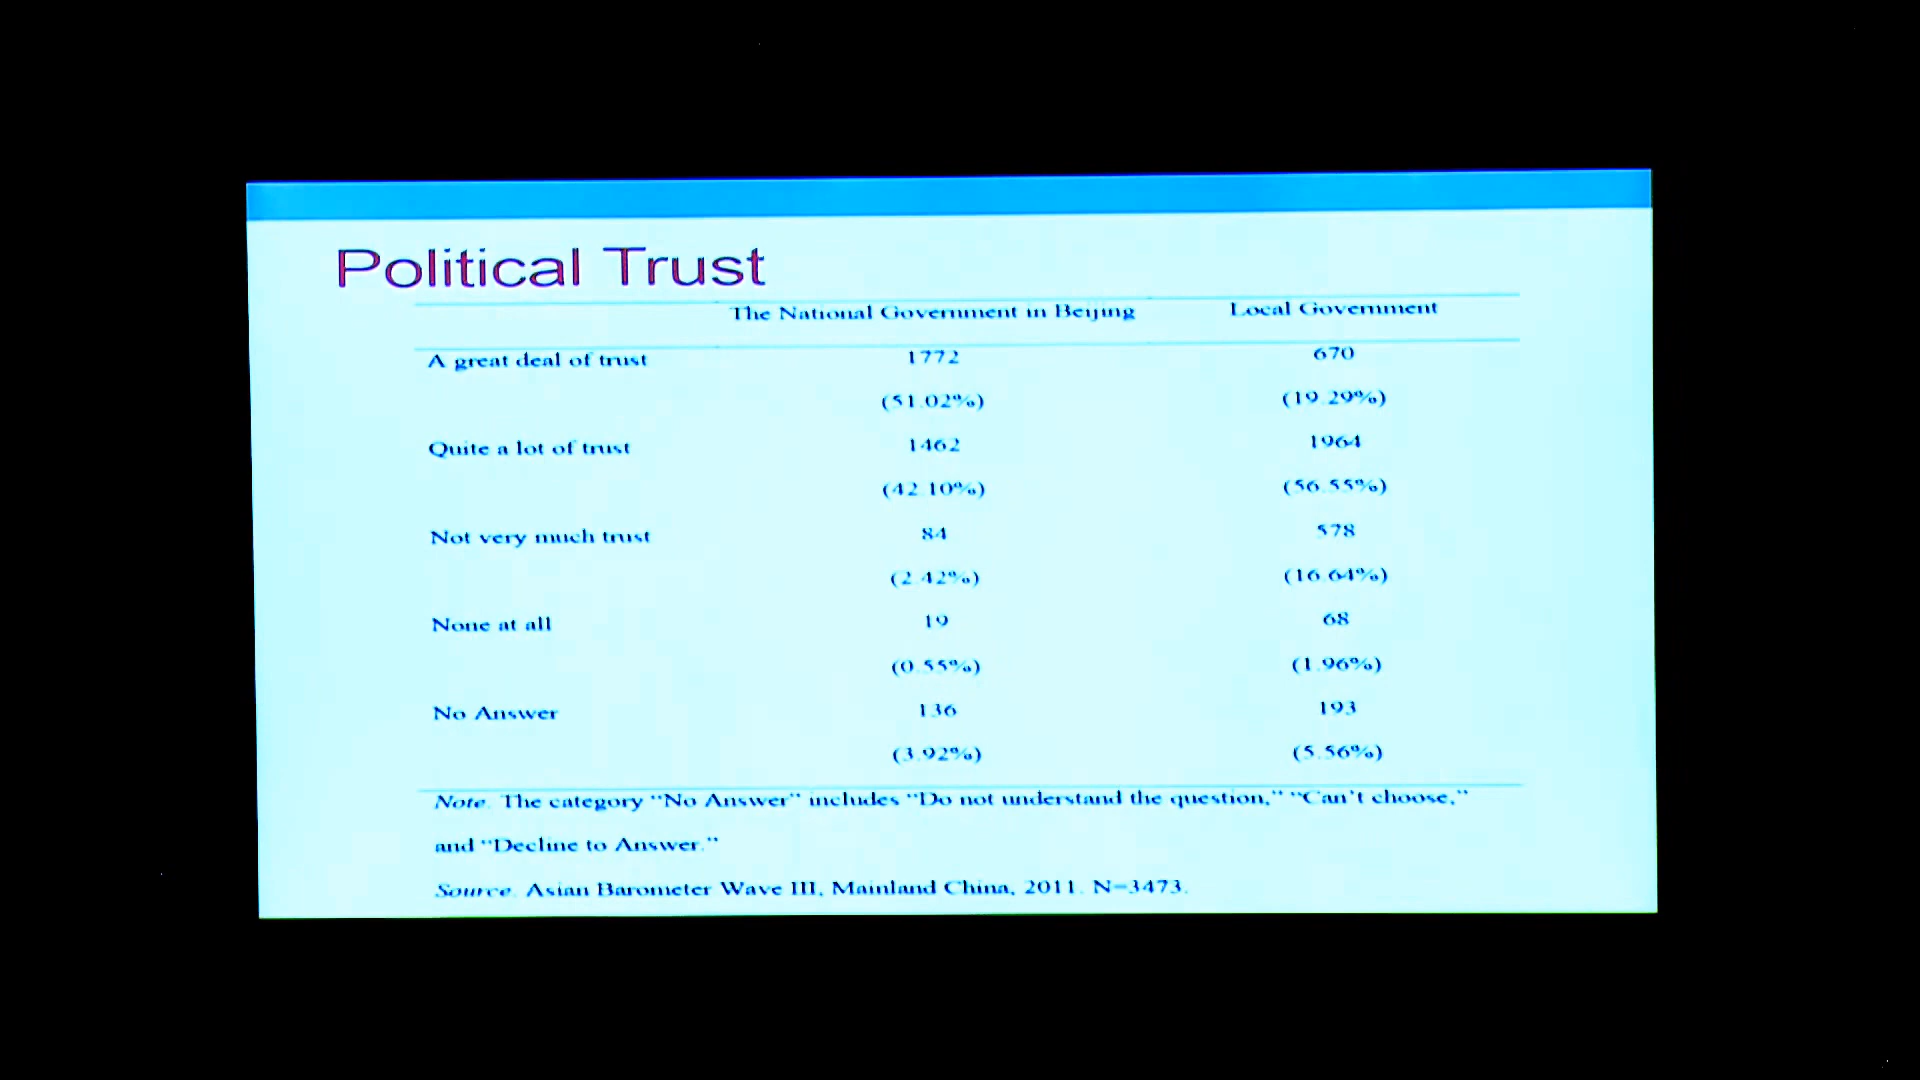 Political Trust
The National Government in Beijing Local Government
A great deal of trust 1772 670
(51.02%) (19.29%)
Quite a lot of trust 1462 1964
(42.10%) (56.55%)
Not very much trust 84 578
(2.42%) (16.64%)
None at all 19 68
(0.55%) (1.96%)
No Answer 136 193
(3.92%) (5.56%)
Note. The category “No Answer” includes “Do not understand the question,” “Can’t choose,”
and “Decline to Answer.”
Source. Asian Barometer Wave III, Mainland China, 2011. N=3473.